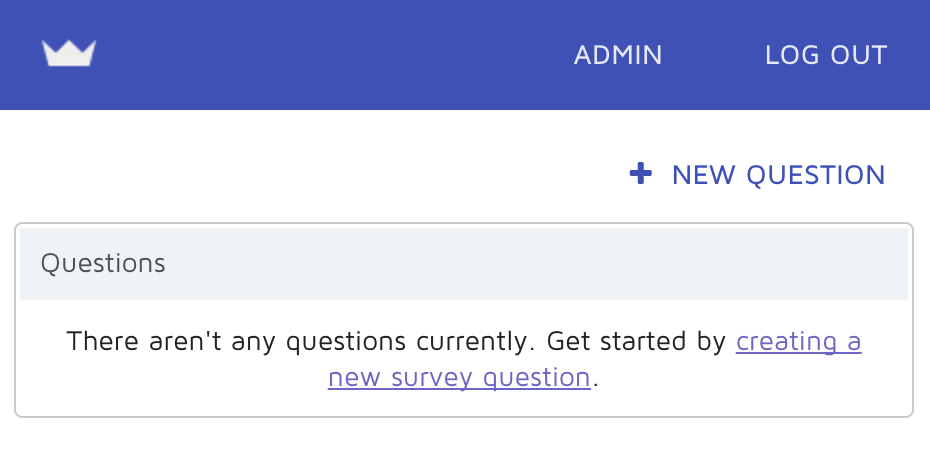 ADMIN LOG OUT
NEW QUESTION
Questions
There aren't any questions currently. Get started by creating a
new survey question.